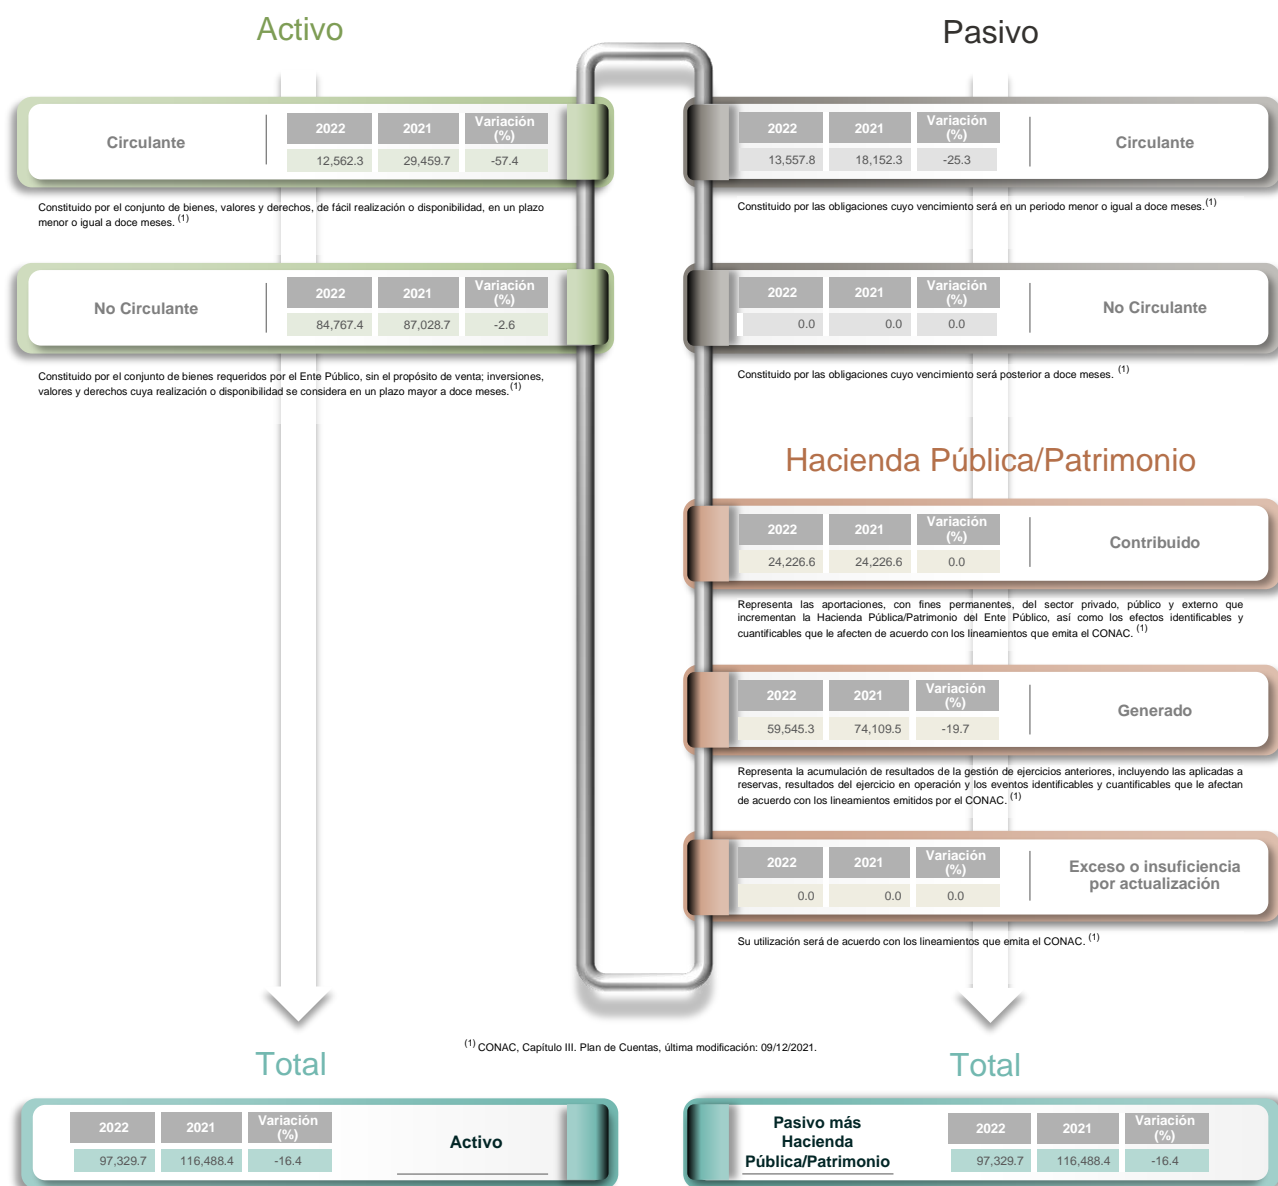 Activo
Circulante
2022 2021 Variación (%)
12,562.3 29,459.7 -57.4
Constituido por el conjunto de bienes, valores y derechos, de fácil realización o disponibilidad, en un plazo
menor o igual a doce meses. (1)
No Circulante
2022 2021 Variación (%)
84,767.4 87,028.7 -2.6
Constituido por el conjunto de bienes requeridos por el Ente Público, sin el propósito de venta; inversiones,
valores y derechos cuya realización o disponibilidad se considera en un plazo mayor a doce meses. (1)
Pasivo
2022 2021 Variación (%)
13,557.8 18,152.3 -25.3
Circulante
Constituido por las obligaciones cuyo vencimiento será en un periodo menor o igual a doce meses. (1)
2022 2021 Variación (%)
0.0 0.0 0.0
No Circulante
Constituido por las obligaciones cuyo vencimiento será posterior a doce meses. (1)
Hacienda Pública/Patrimonio
2022 2021 Variación (%)
24,226.6 24,226.6 0.0
Contribuido
Representa las aportaciones, con fines permanentes, del sector privado, público y externo que
incrementan la Hacienda Pública/Patrimonio del Ente Público, así como los efectos identificables y
cuantificables que le afecten de acuerdo con los lineamientos que emita el CONAC. (1)
2022 2021 Variación (%)
59,545.3 74,109.5 -19.7
Generado
Representa la acumulación de resultados de la gestión de ejercicios anteriores, incluyendo las aplicadas a
reservas, resultados del ejercicio en operación y los eventos identificables y cuantificables que le afectan
de acuerdo con los lineamientos emitidos por el CONAC. (1)
2022 2021 Variación (%)
0.0 0.0 0.0
Exceso o insuficiencia
por actualización
Su utilización será de acuerdo con los lineamientos que emita el CONAC. (1)
(1) CONAC, Capítulo III. Plan de Cuentas, última modificación: 09/12/2021.
Total
2022 2021 Variación (%)
97,329.7 116,488.4 -16.4
Activo
Total
Pasivo más
Hacienda
Pública/Patrimonio
2022 2021 Variación (%)
97,329.7 116,488.4 -16.4